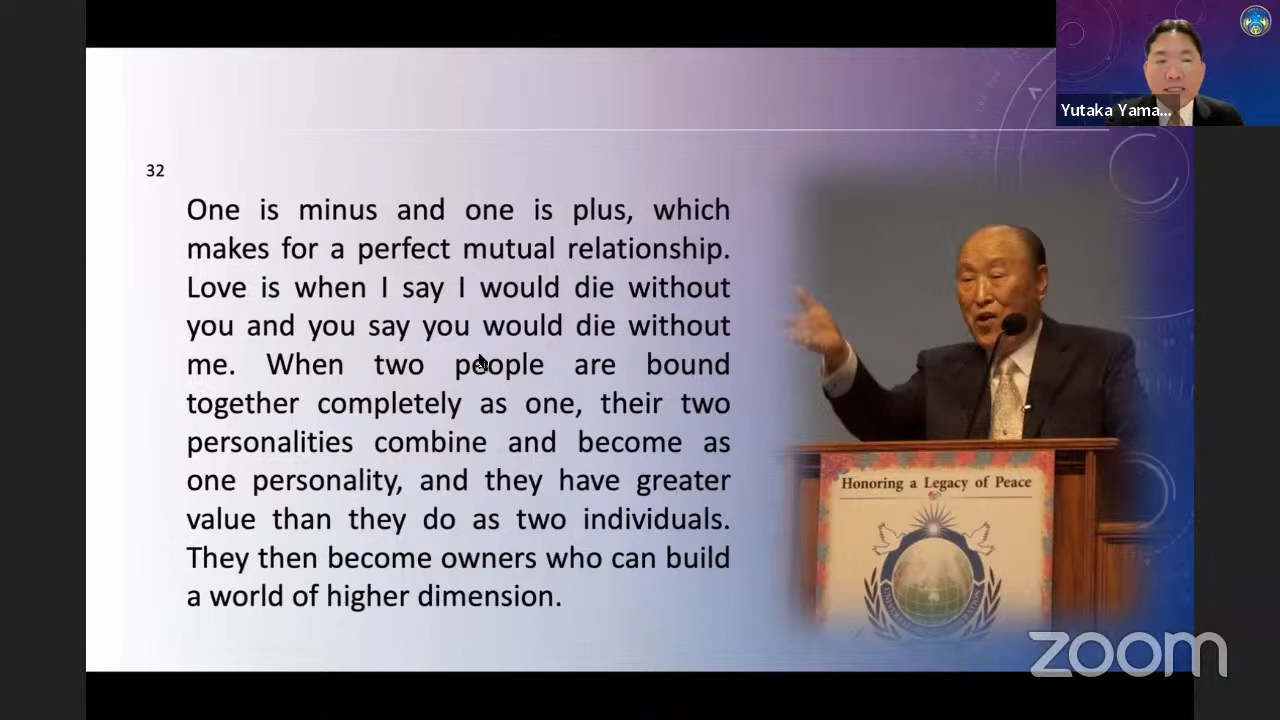 Yutaka Yama...
32
One is minus and one is plus, which
makes for a perfect mutual relationship.
Love is when I say I would die without
you and you say you would die without
me. When two people are bound
together completely as one, their two
personalities combine and become as
one personality, and they have greater
value than they do as two individuals.
They then become owners who can build
a world of higher dimension.
Honoring a Legacy of Peace
zoom